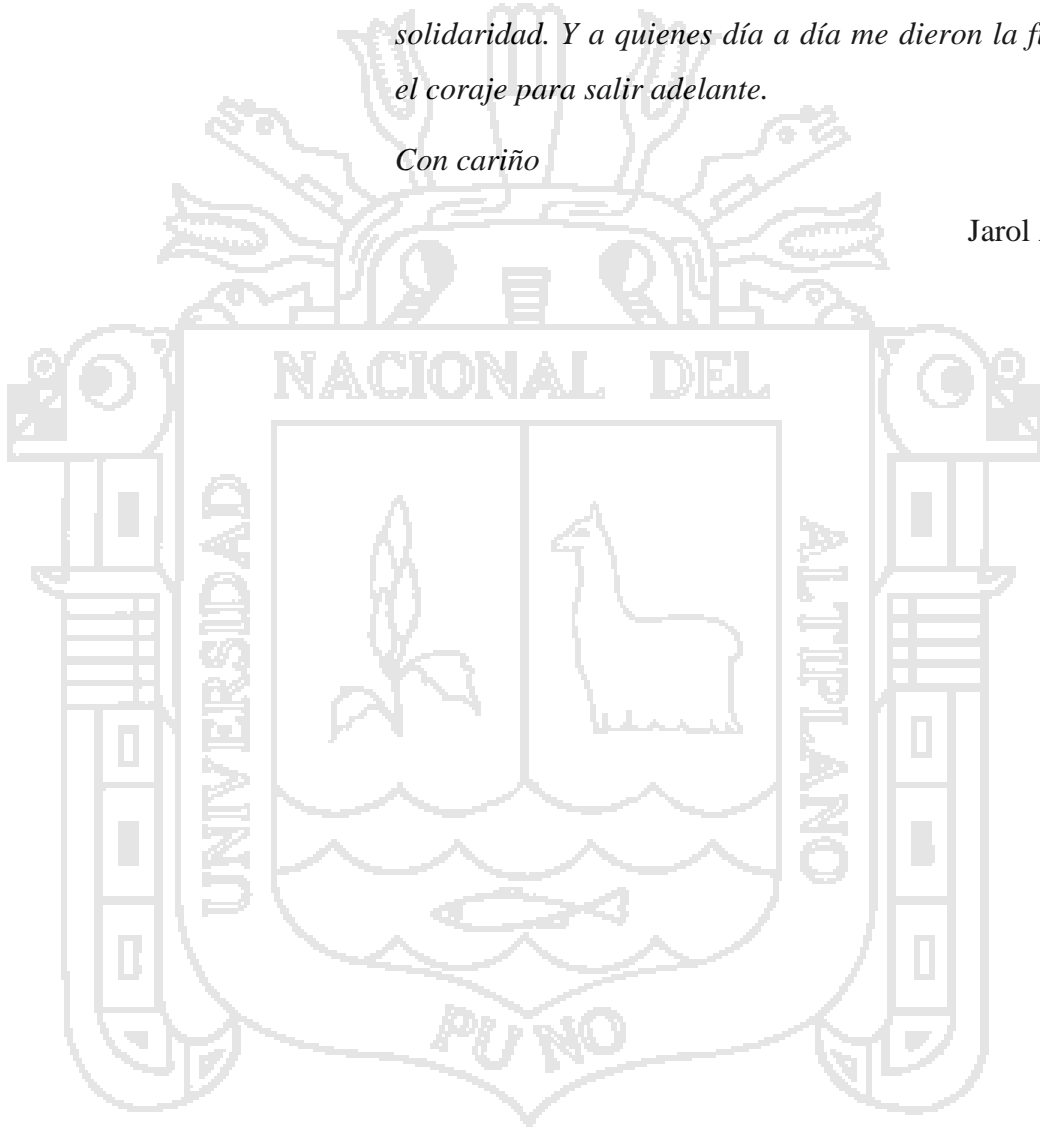 solidaridad. Y a quienes día a día me dieron la
el coraje para salir adelante.
Con cariño
Jarol
NACIONAL DEL
UNIVERSIDAD
ALTIPLANO
PUNO